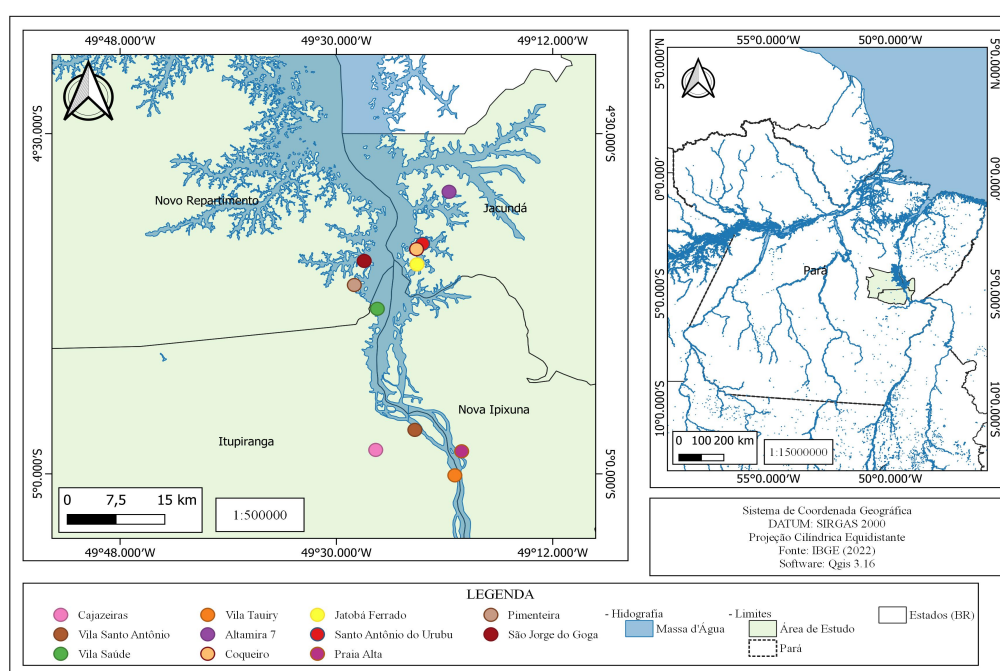 49°48.000'W 49°30.000'W 49°12.000'W
4°30.000'S 4°30.000'S
Novo Repartimento
Jacundá
Nova Ipixuna
Itupiranga
5°0.000'S 5°0.000'S
0 7,5 15 km
1:500000
49°48.000'W 49°30.000'W 49°12.000'W
55°0.000'W 50°0.000'W
5°0.000'N 5°0.000'N
0°0.000' 0°0.000'
Pará
5°0.000'S 5°0.000'S
10°0.000'S 10°0.000'S
0 100 200 km
1:15000000
55°0.000'W 50°0.000'W
Sistema de Coordenada Geográfica
DATUM: SIRGAS 2000
Projeção Cilíndrica Equidistante
Fonte: IBGE (2022)
Software: Qgis 3.16
LEGENDA
Cajazeiras
Vila Santo Antônio
Vila Saúde
Vila Tauiry
Altamira 7
Coqueiro
Jatobá Ferrado
Santo Antônio do Urubu
Praia Alta
Pimenteira
São Jorge do Goga
- Hidografia
Massa d'Água
- Limites
Área de Estudo
Pará
Estados (BR)